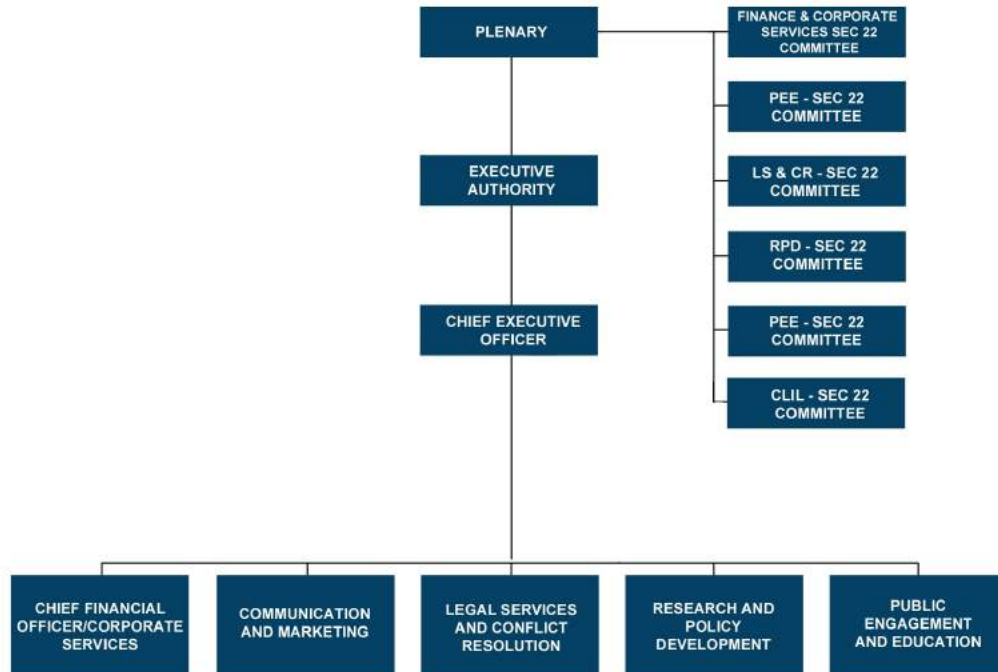 PLENARY
FINANCE & CORPORATE
SERVICES SEC 22
COMMITTEE
PEE - SEC 22
COMMITTEE
EXECUTIVE
AUTHORITY
LS & CR - SEC 22
COMMITTEE
RPD - SEC 22
COMMITTEE
CHIEF EXECUTIVE
OFFICER
PEE - SEC 22
COMMITTEE
CLIL - SEC 22
COMMITTEE
CHIEF FINANCIAL
OFFICER/CORPORATE
SERVICES
COMMUNICATION
AND MARKETING
LEGAL SERVICES
AND CONFLICT
RESOLUTION
RESEARCH AND
POLICY
DEVELOPMENT
PUBLIC
ENGAGEMENT
AND EDUCATION